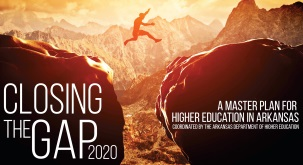 CLOSING
THE
GAP 2020
A MASTER PLAN FOR
HIGHER EDUCATION IN ARKANSAS
COORDINATED BY THE ARKANSAS DEPARTMENT OF HIGHER EDUCATION